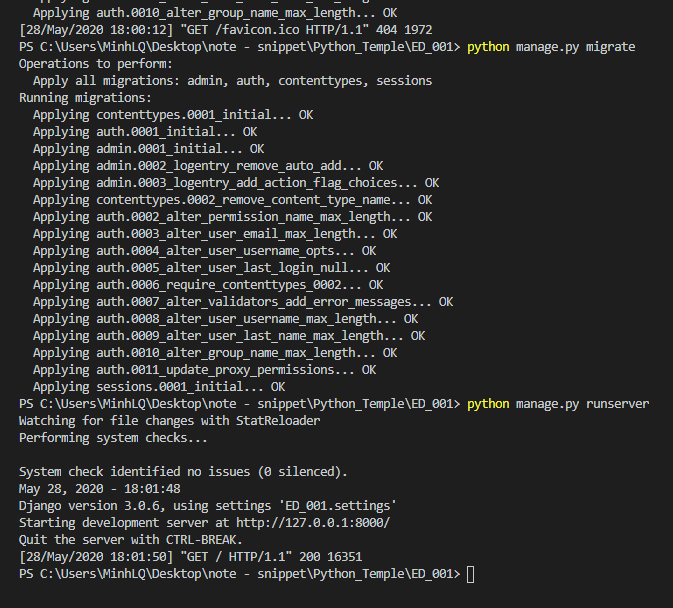 Applying auth.0010_alter_group_name_max_length... OK
[28/May/2020 18:00:12] "GET /favicon.ico HTTP/1.1" 404 1972
PS C:\Users\MinhLQ\Desktop\note - snippet\Python_Temple\ED_001> python manage.py migrate
Operations to perform:
  Apply all migrations: admin, auth, contenttypes, sessions
Running migrations:
  Applying contenttypes.0001_initial... OK
  Applying auth.0001_initial... OK
  Applying admin.0001_initial... OK
  Applying admin.0002_logentry_remove_auto_add... OK
  Applying admin.0003_logentry_add_action_flag_choices... OK
  Applying contenttypes.0002_remove_content_type_name... OK
  Applying auth.0002_alter_permission_name_max_length... OK
  Applying auth.0003_alter_user_email_max_length... OK
  Applying auth.0004_alter_user_username_opts... OK
  Applying auth.0005_alter_user_last_login_null... OK
  Applying auth.0006_require_contenttypes_0002... OK
  Applying auth.0007_alter_validators_add_error_messages... OK
  Applying auth.0008_alter_user_username_max_length... OK
  Applying auth.0009_alter_user_last_name_max_length... OK
  Applying auth.0010_alter_group_name_max_length... OK
  Applying auth.0011_update_proxy_permissions... OK
  Applying sessions.0001_initial... OK
PS C:\Users\MinhLQ\Desktop\note - snippet\Python_Temple\ED_001> python manage.py runserver
Watching for file changes with StatReloader
Performing system checks...

System check identified no issues (0 silenced).
May 28, 2020 - 18:01:48
Django version 3.0.6, using settings 'ED_001.settings'
Starting development server at http://127.0.0.1:8000/
Quit the server with CTRL-BREAK.
[28/May/2020 18:01:50] "GET / HTTP/1.1" 200 16351
PS C:\Users\MinhLQ\Desktop\note - snippet\Python_Temple\ED_001>